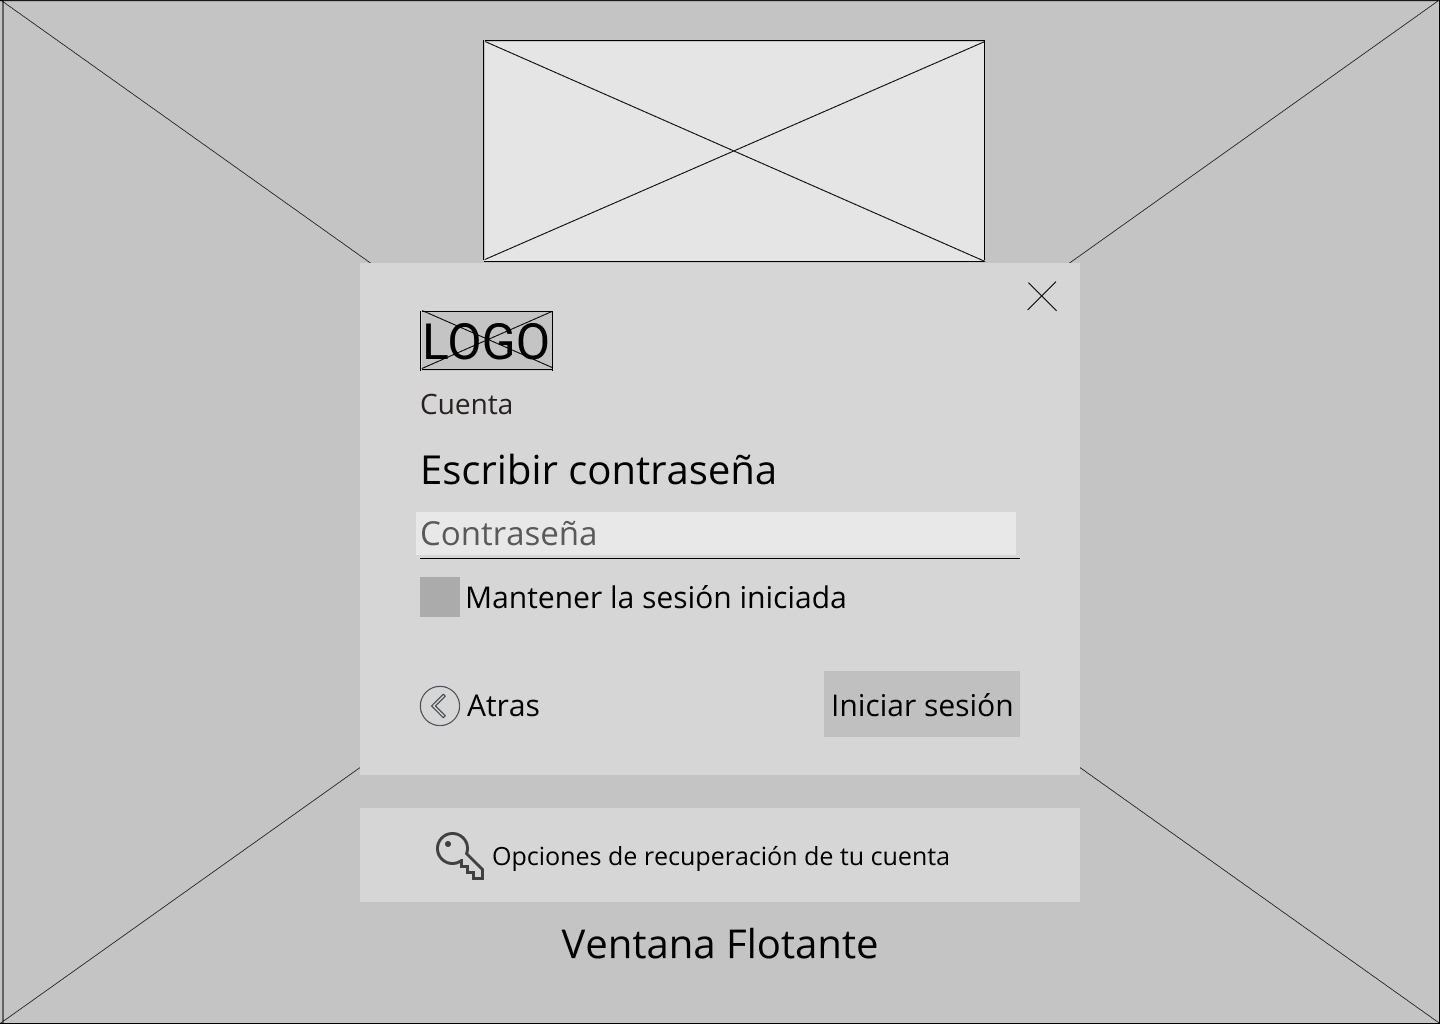 LOGO
Cuenta
Escribir contraseña
Contraseña
Mantener la sesión iniciada
Atras
Iniciar sesión
Opciones de recuperación de tu cuenta
Ventana Flotante